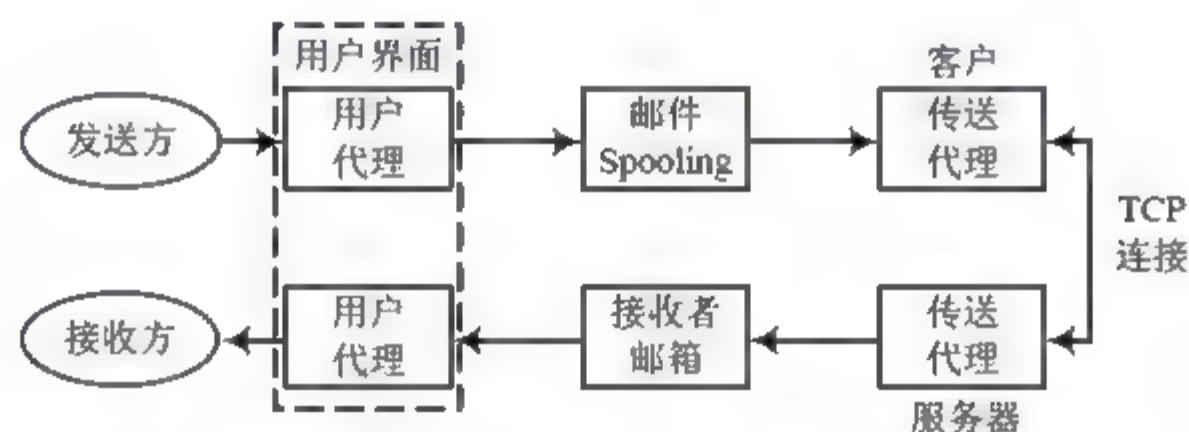 用户界面
客户
发送方
用户
代理
邮件
Spooling
传送
代理
TCP
连接
接收方
用户
代理
接收者
邮箱
传送
代理
服务器